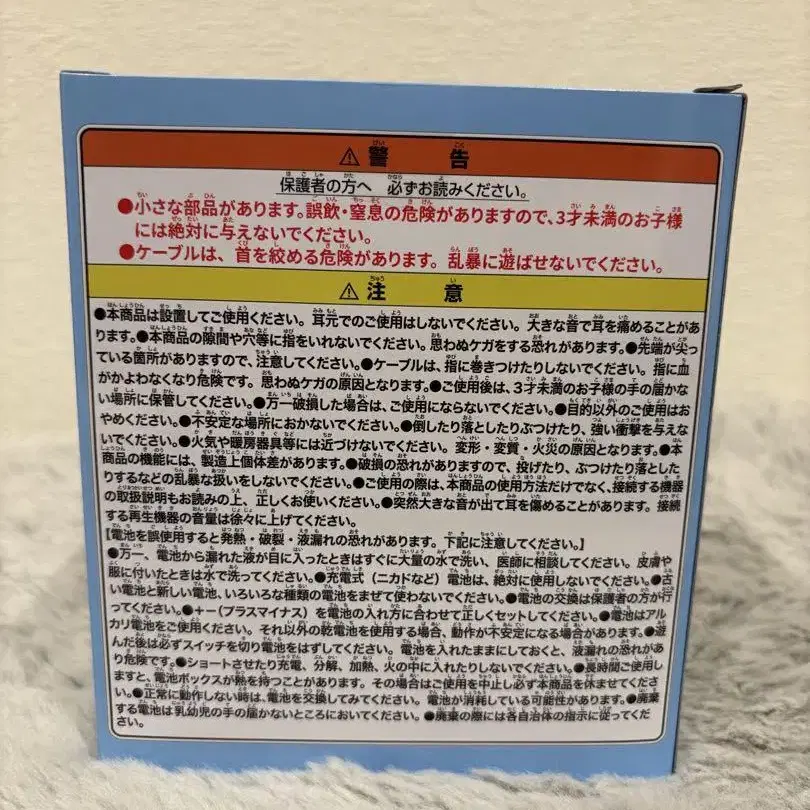 ⚠警告
保護者の方へ 必ずお読みください。
●小さな部品があります。誤飲・窒息の危険がありますので、3才未満のお子様
には絶対に与えないでください。
●ケーブルは、首を絞める危険があります。乱暴に遊ばせないでください。
⚠注意
●本商品は設置してご使用ください。耳元でのご使用はしないでください。大きな音で耳を痛めることがあ
ります。●本商品の隙間や穴等に指をいれないでください。思わぬケガをする恐れがあります。●先端が尖っ
ている箇所がありますので、注意してください。●ケーブルは、指に巻きつけたりしないでください。指に血
がかよわなくなり危険です。思わぬケガの原因となります。●ご使用後は、3才未満のお子様の手の届かな
い場所に保管してください。●万一破損した場合は、ご使用にならないでください。●目的以外のご使用はお
やめください。●不安定な場所におかないでください。●倒したり落としたりぶつけたり、強い衝撃を与えな
いでください。●火気や暖房器具等には近づけないでください。変形・変質・火災の原因となります。●本
商品の機能には、製造上個体差があります。●破損の恐れがありますので、投げたり、ぶつけたり落とした
りするなどの乱暴な扱いをしないでください。●ご使用の際は、本商品の使用方法だけでなく、接続する機器
の取扱説明もお読みの上、正しくお使いください。●突然大きな音が出て耳を傷めることがあります。接続
する再生機器の音量は徐々に上げてください。
【電池を誤使用すると発熱・破裂・液漏れの恐れがあります。下記に注意してください。】
●万一、電池から漏れた液が目に入ったときはすぐに大量の水で洗い、医師に相談してください。皮膚や
服に付いたときは水で洗ってください。●充電式（ニカドなど）電池は、絶対に使用しないでください。●古
い電池と新しい電池、いろいろな種類の電池をまぜて使わないでください。●電池の交換は保護者の方が行
ってください。●＋－（プラスマイナス）を電池の入れ方に合わせて正しくセットしてください。●電池はアル
カリ電池をご使用ください。それ以外の乾電池を使用する場合、動作が不安定になる場合があります。●遊
んだ後は必ずスイッチを切り電池をはずしてください。電池を入れたままにしておくと、液漏れの恐れがあ
り危険です。●ショートさせたり充電、分解、加熱、火の中に入れたりしないでください。●長時間ご使用し
ますと、電池ボックスが熱を持つことがあります。その場合はご使用を中止し必ず本商品を休ませてください。
●正常に動作しない時は、電池を交換してみてください。電池が消耗している可能性があります。●廃棄
する電池は乳幼児の手の届かないところにおいてください。●廃棄の際には各自治体の指示に従ってくだ
さい。